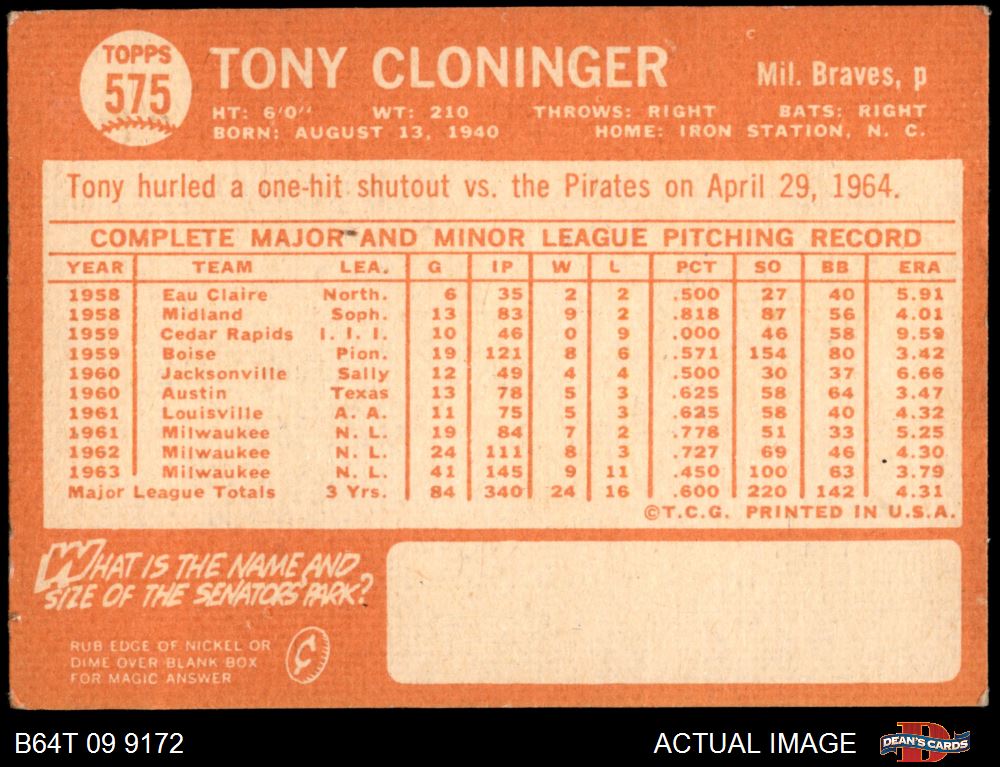 TOPPS
575
TONY CLONINGER
Mil. Braves, p
HT: 6'0" WT: 210 THROWS: RIGHT BATS: RIGHT
BORN: AUGUST 13, 1940 HOME: IRON STATION, N. C.
Tony hurled a one-hit shutout vs. the Pirates on April 29, 1964.
COMPLETE MAJOR AND MINOR LEAGUE PITCHING RECORD
YEAR TEAM LEA. G IP W L PCT SO BB ERA
1958 Eau Claire North. 6 35 2 2 .500 27 40 5.91
1958 Midland Soph. 13 83 9 2 .818 87 56 4.01
1959 Cedar Rapids I. I. I. 10 46 0 9 .000 46 58 9.59
1959 Boise Pion. 19 121 8 6 .571 154 80 3.42
1960 Jacksonville Sally 12 49 4 4 .500 30 37 6.66
1960 Austin Texas 13 78 5 3 .625 58 64 3.47
1961 Louisville A. A. 11 75 5 3 .625 58 40 4.32
1961 Milwaukee N. L. 19 84 7 2 .778 51 33 5.25
1962 Milwaukee N. L. 24 111 8 3 .727 69 46 4.30
1963 Milwaukee N. L. 41 145 9 11 .450 100 63 3.79
Major League Totals 3 Yrs. 84 340 24 16 .600 220 142 4.31
©T.C.G. PRINTED IN U.S.A.
WHAT IS THE NAME AND
SIZE OF THE SENATORS PARK?
RUB EDGE OF NICKEL OR
DIME OVER BLANK BOX
FOR MAGIC ANSWER
B64T 09 9172
ACTUAL IMAGE
DEAN'S CARDS